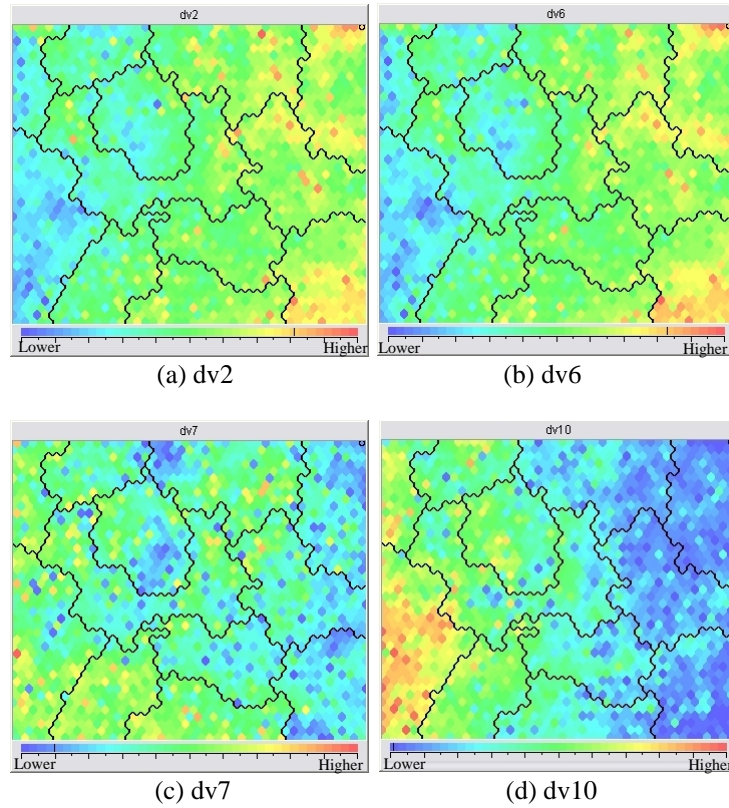 dv2
dv6
Lower Higher
Lower Higher
(a) dv2
(b) dv6
dv7
dv10
Lower Higher
Lower Higher
(c) dv7
(d) dv10